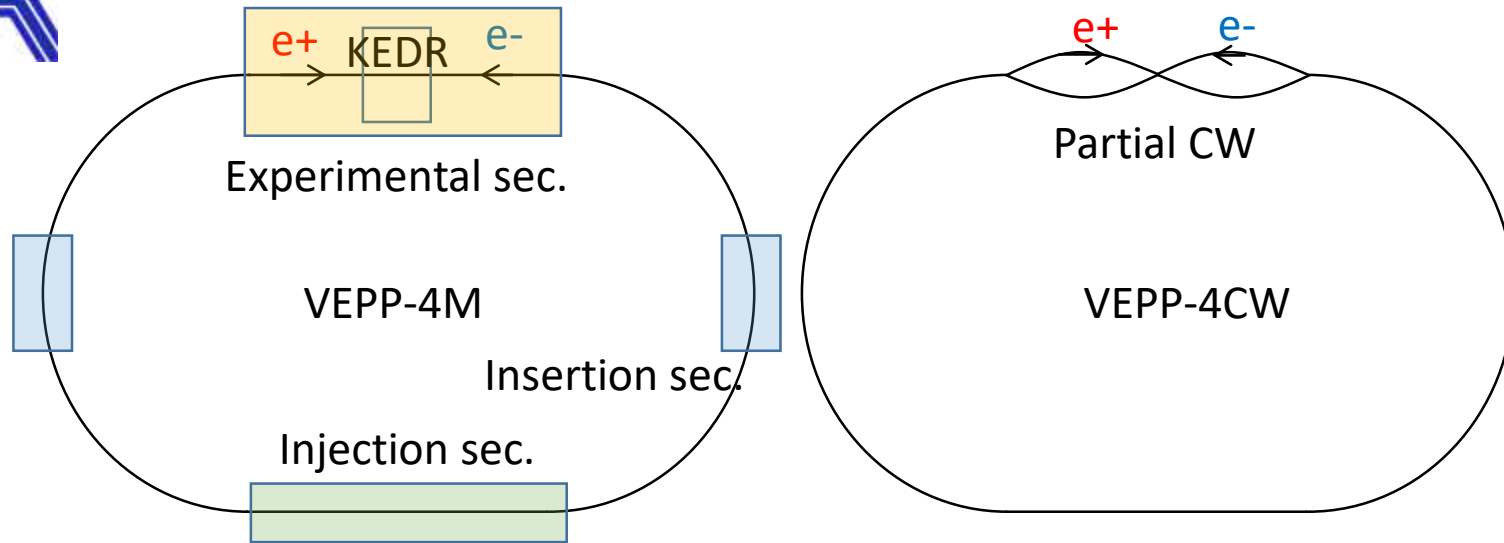 e+ KEDR e-
Experimental sec.
VEPP-4M
Insertion sec.
Injection sec.
e+ e-
Partial CW
VEPP-4CW